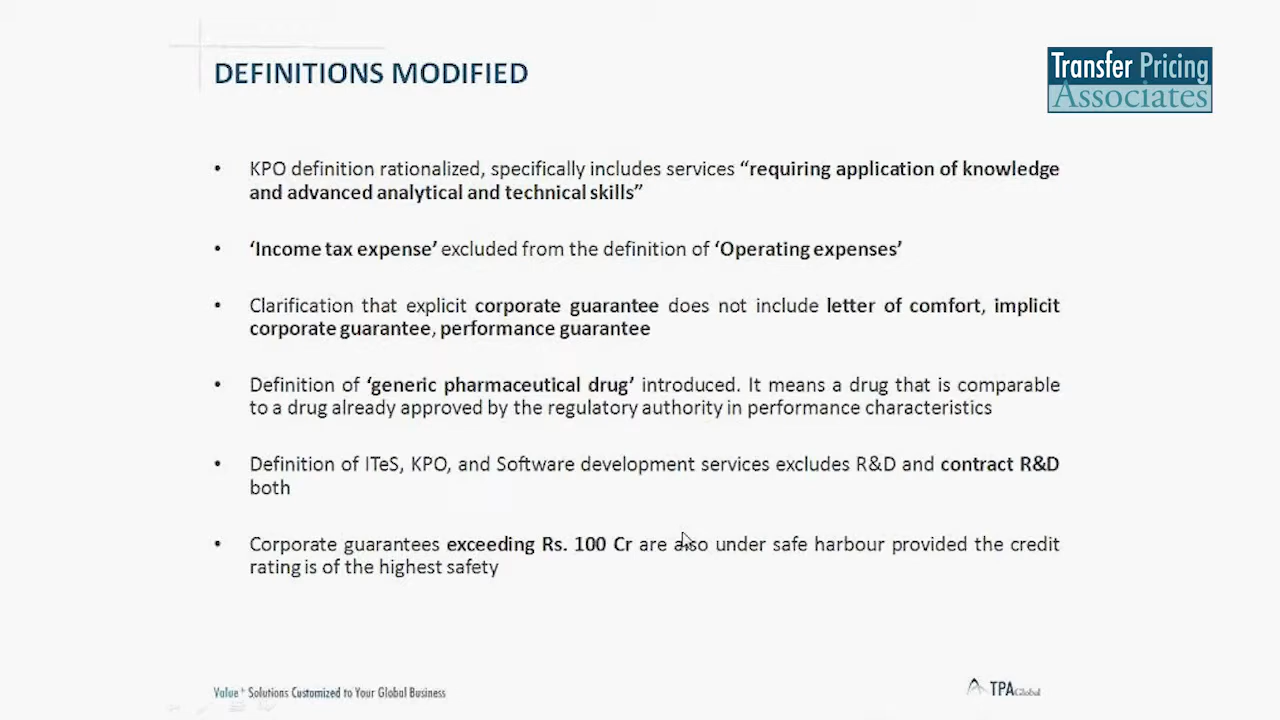 DEFINITIONS MODIFIED
Transfer Pricing
Associates
• KPO definition rationalized, specifically includes services “requiring application of knowledge
and advanced analytical and technical skills”
• ‘Income tax expense’ excluded from the definition of ‘Operating expenses’
• Clarification that explicit corporate guarantee does not include letter of comfort, implicit
corporate guarantee, performance guarantee
• Definition of ‘generic pharmaceutical drug’ introduced. It means a drug that is comparable
to a drug already approved by the regulatory authority in performance characteristics
• Definition of ITeS, KPO, and Software development services excludes R&D and contract R&D
both
• Corporate guarantees exceeding Rs. 100 Cr are also under safe harbour provided the credit
rating is of the highest safety
Value+ Solutions Customized to Your Global Business
TPA Global